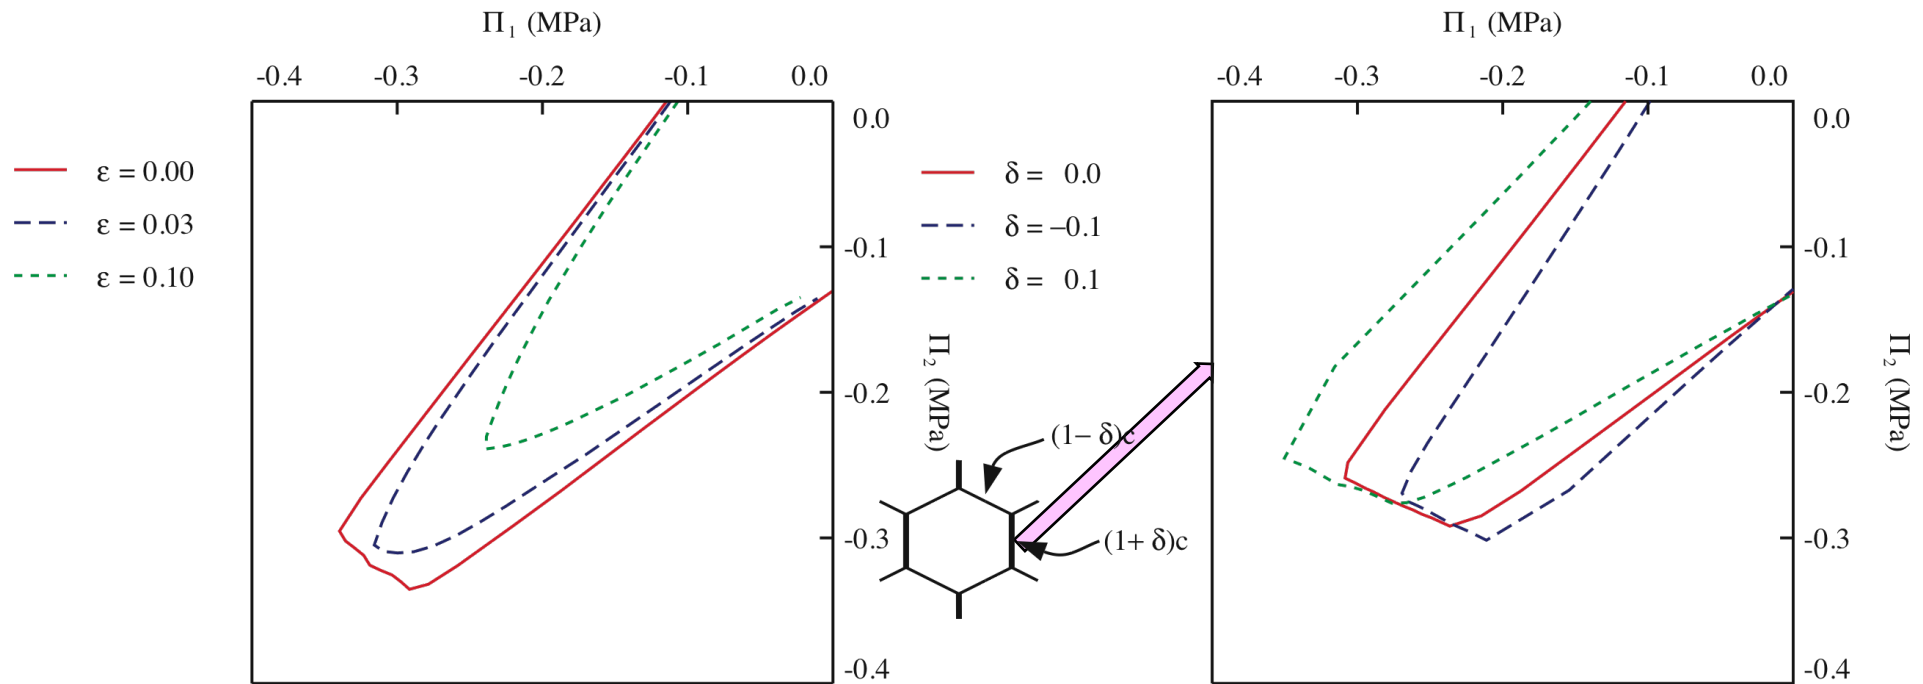 Π₁ (MPa)
-0.4 -0.3 -0.2 -0.1 0.0
0.0
-0.1
-0.2
-0.3
-0.4
Π₂ (MPa)
ε = 0.00
ε = 0.03
ε = 0.10
Π₁ (MPa)
-0.4 -0.3 -0.2 -0.1 0.0
0.0
-0.1
-0.2
-0.3
-0.4
Π₂ (MPa)
δ = 0.0
δ = –0.1
δ = 0.1
(1– δ)c
(1+ δ)c